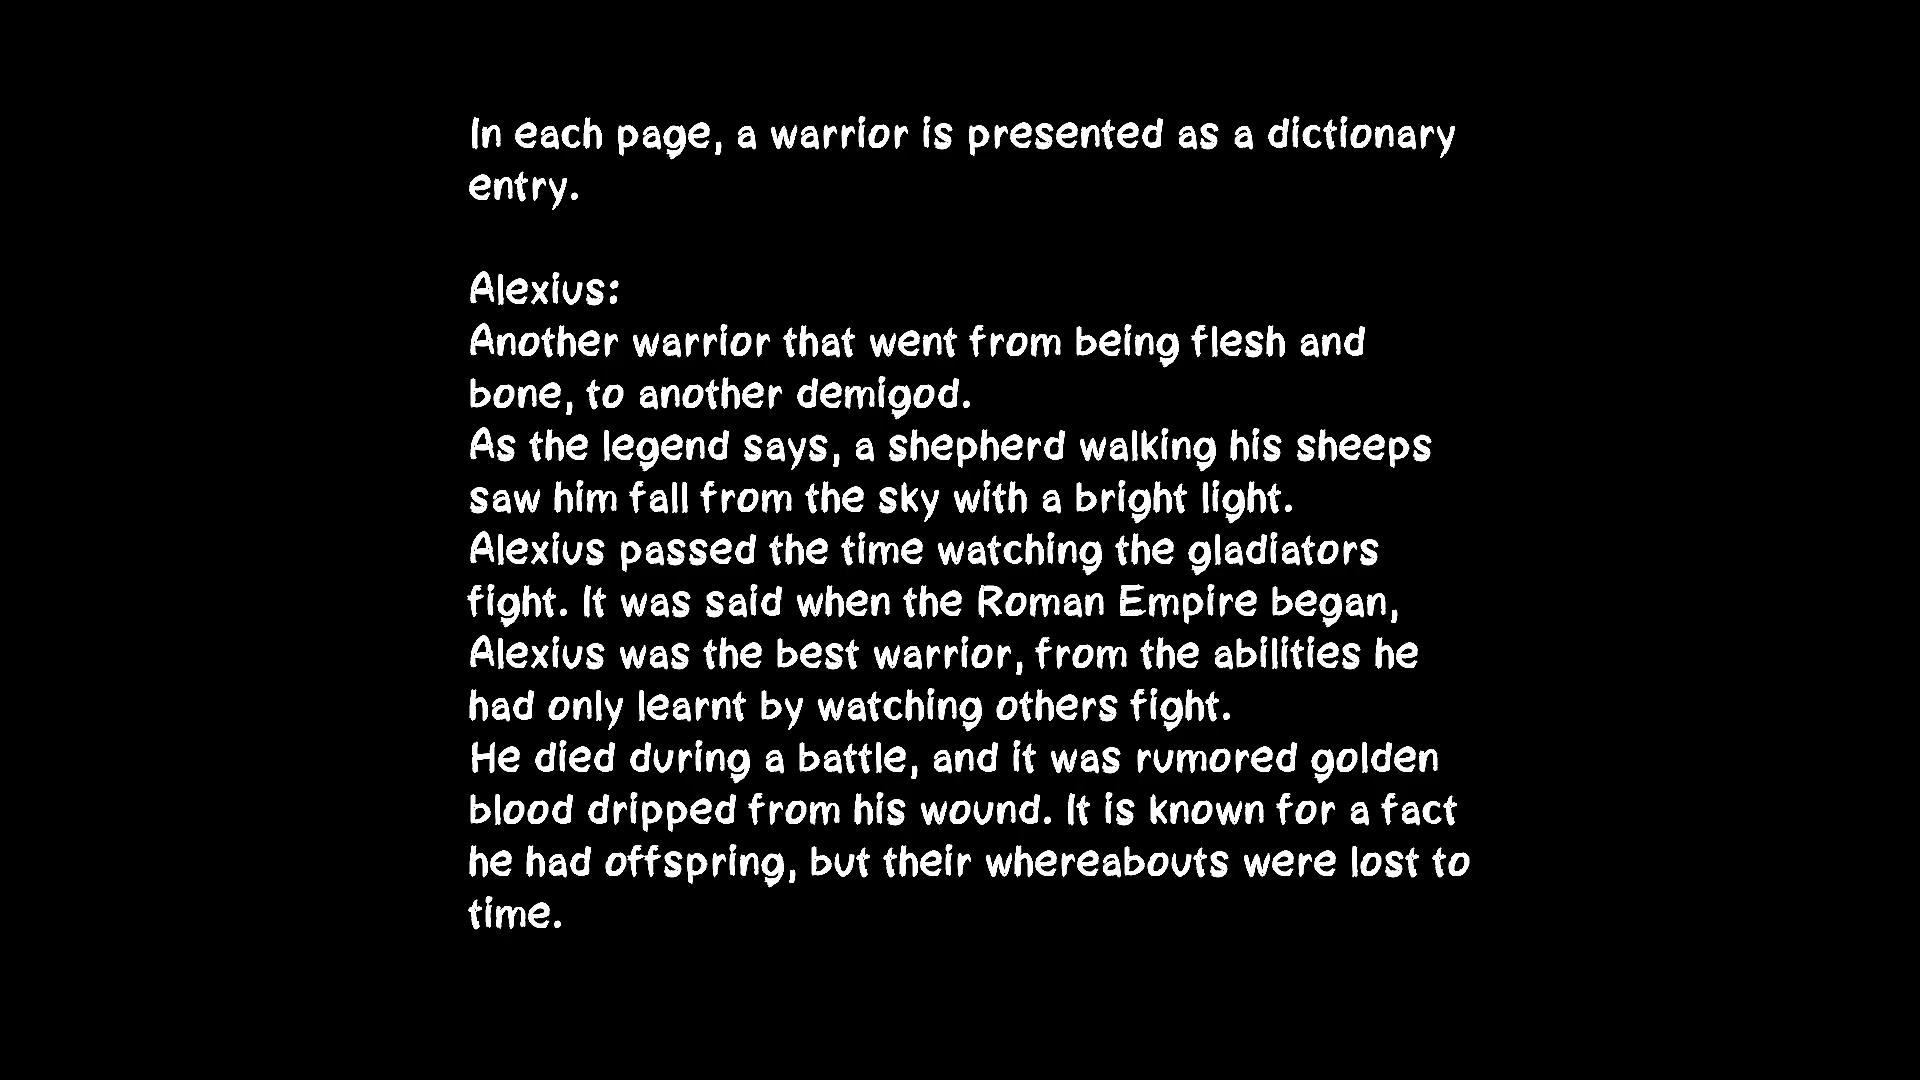 In each page, a warrior is presented as a dictionary
entry.

Alexius:
Another warrior that went from being flesh and
bone, to another demigod.
As the legend says, a shepherd walking his sheeps
saw him fall from the sky with a bright light.
Alexius passed the time watching the gladiators
fight. It was said when the Roman Empire began,
Alexius was the best warrior, from the abilities he
had only learnt by watching others fight.
He died during a battle, and it was rumored golden
blood dripped from his wound. It is known for a fact
he had offspring, but their whereabouts were lost to
time.